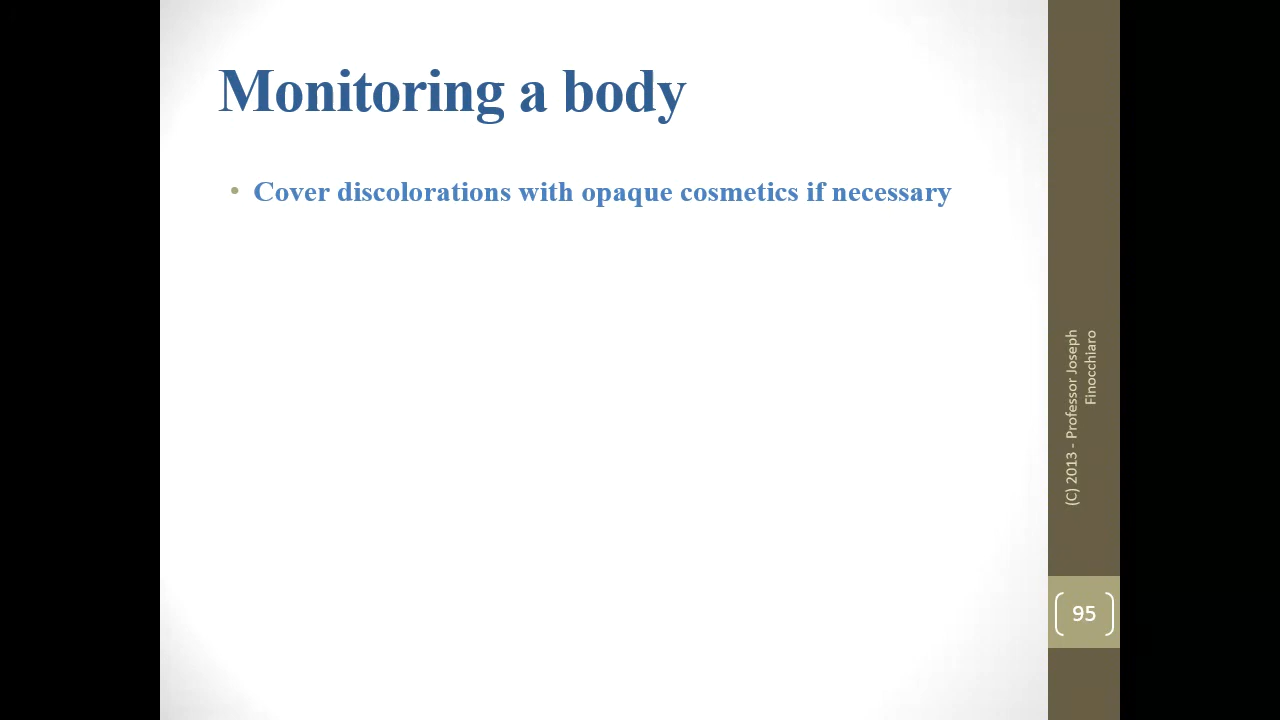 Monitoring a body
• Cover discolorations with opaque cosmetics if necessary
(C) 2013 - Professor Joseph
Finocchiaro
95